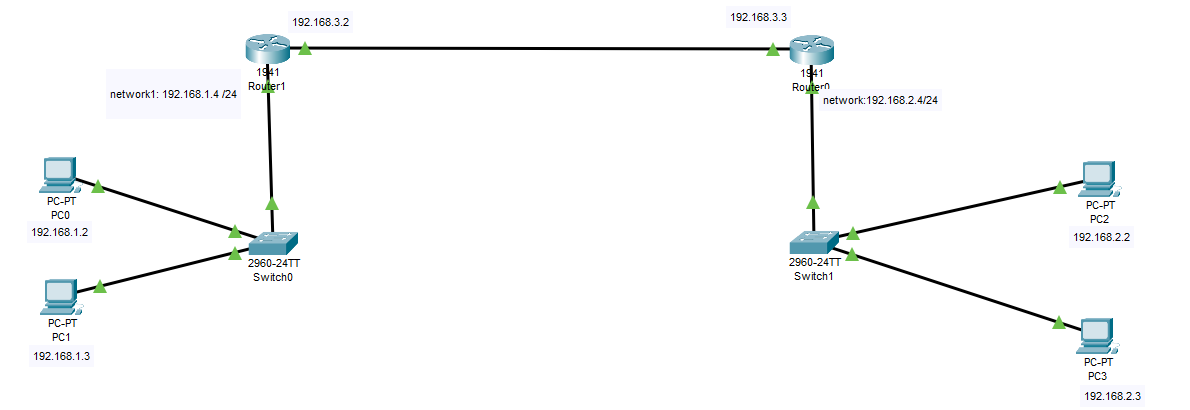 192.168.3.2
192.168.3.3
1941
Router1
1941
Router0
network1: 192.168.1.4 /24
network:192.168.2.4/24
PC-PT
PC0
192.168.1.2
PC-PT
PC2
192.168.2.2
2960-24TT
Switch0
2960-24TT
Switch1
PC-PT
PC1
192.168.1.3
PC-PT
PC3
192.168.2.3